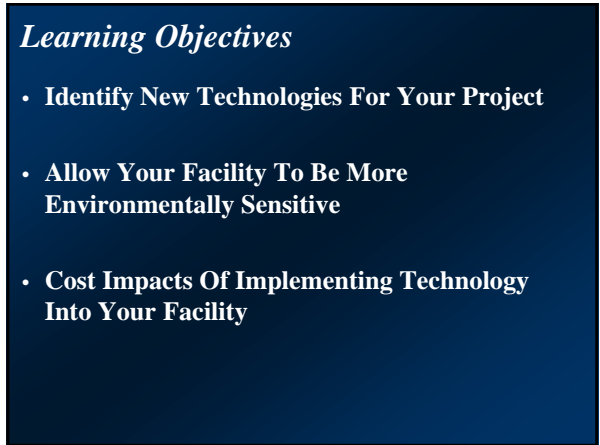 Learning Objectives
• Identify New Technologies For Your Project
• Allow Your Facility To Be More
Environmentally Sensitive
• Cost Impacts Of Implementing Technology
Into Your Facility